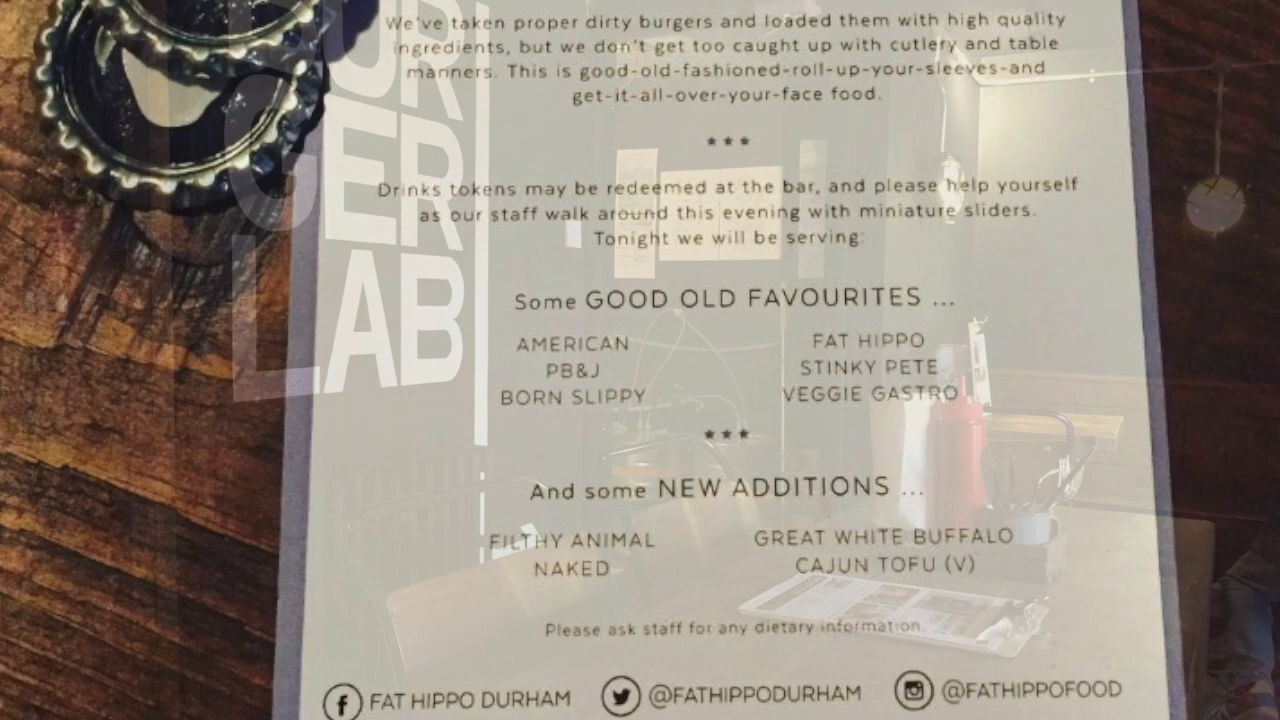 We've taken proper dirty burgers and loaded them with high quality
ingredients, but we don't get too caught up with cutlery and table
manners. This is good-old-fashioned-roll-up-your-sleeves-and
get-it-all-over-your-face food.
***
Drinks tokens may be redeemed at the bar, and please help yourself
as our staff walk around this evening with miniature sliders.
Tonight we will be serving:
Some GOOD OLD FAVOURITES ...
AMERICAN FAT HIPPO
PB&J STINKY PETE
BORN SLIPPY VEGGIE GASTRO
***
And some NEW ADDITIONS ...
FILTHY ANIMAL GREAT WHITE BUFFALO
NAKED CAJUN TOFU (V)
Please ask staff for any dietary information.
FAT HIPPO DURHAM @FATHIPPODURHAM @FATHIPPOFOOD
BUR
GER
LAB